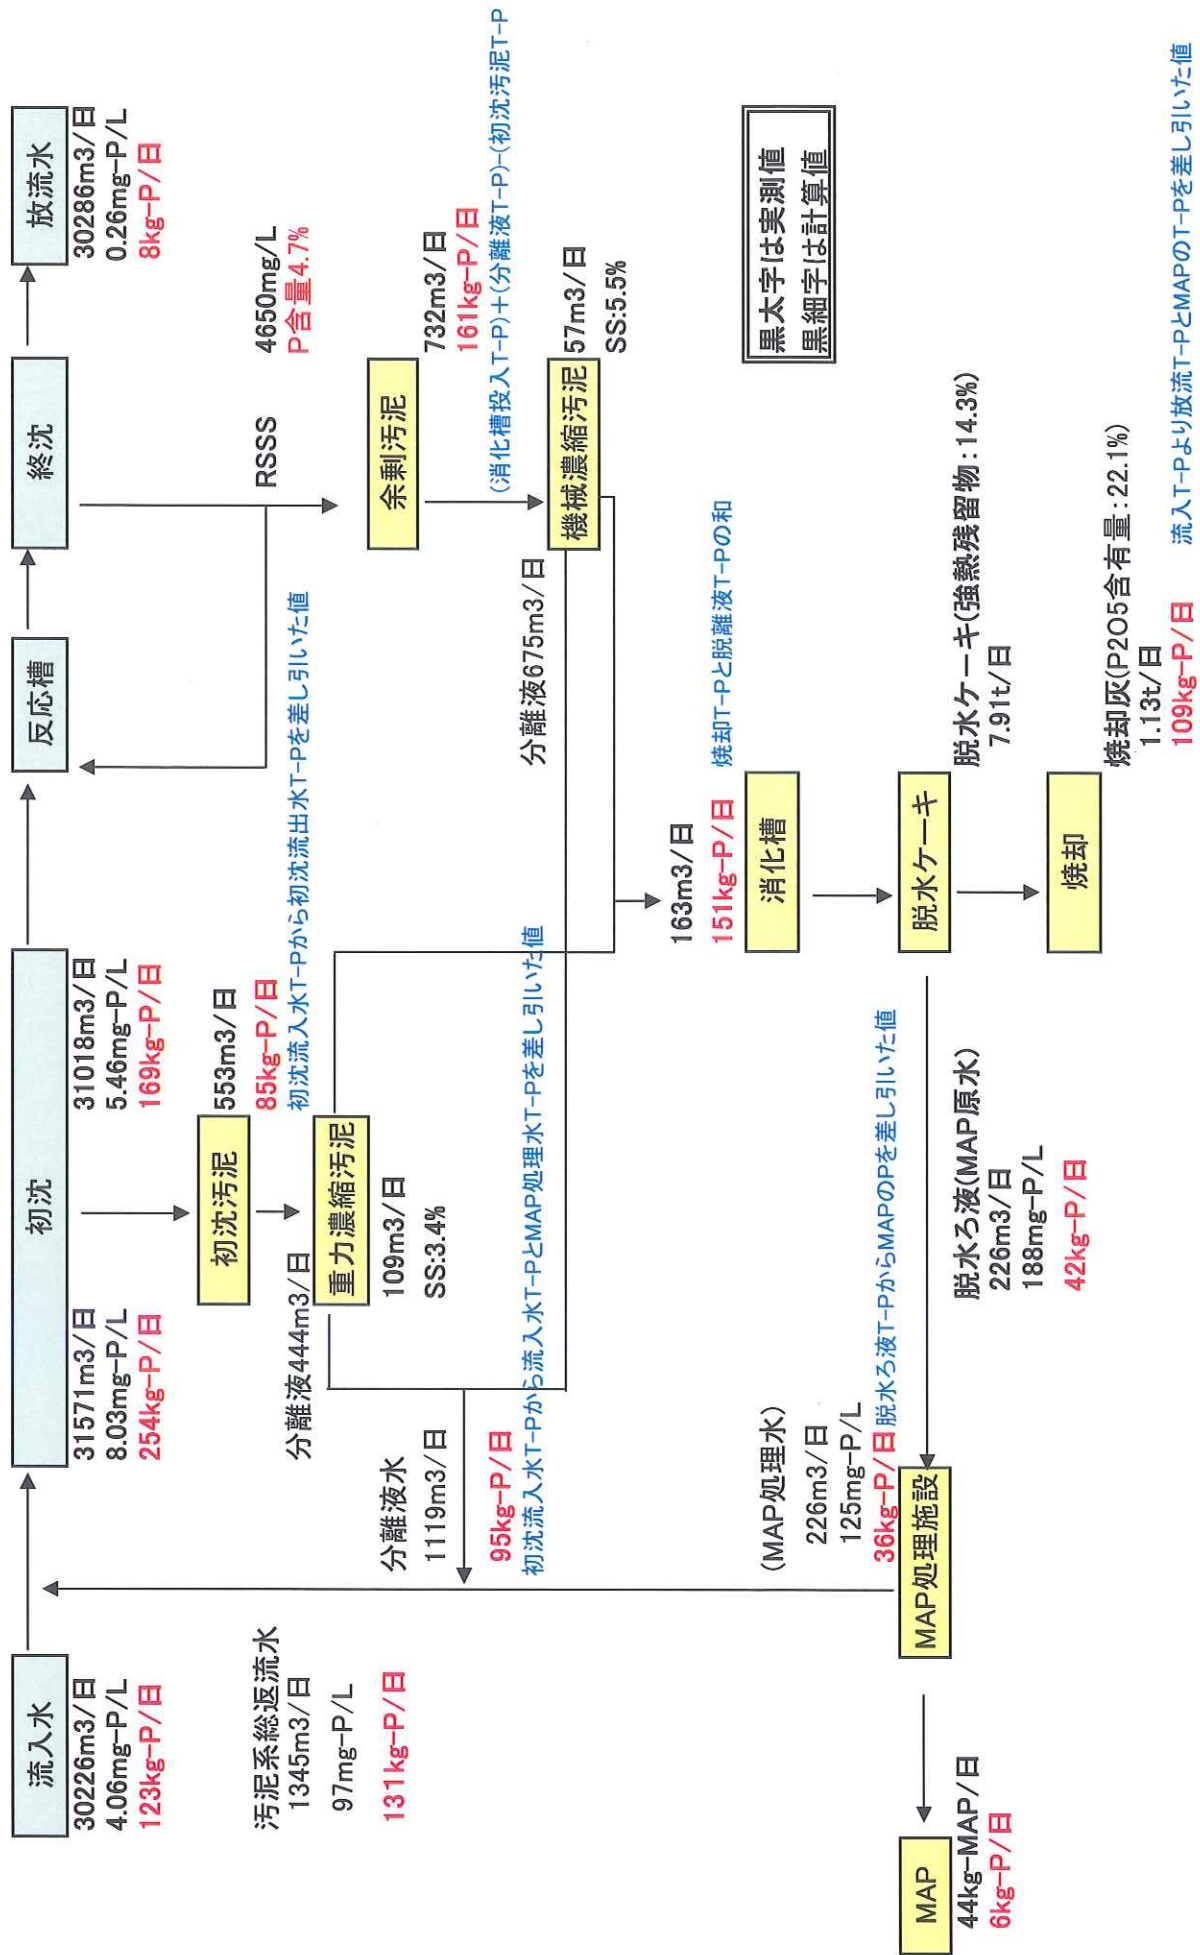 流入水
30226m3/日
4.06mg-P/L
123kg-P/日
初沈
31571m3/日
8.03mg-P/L
254kg-P/日
31018m3/日
5.46mg-P/L
169kg-P/日
反応槽
終沈
放流水
30286m3/日
0.26mg-P/L
8kg-P/日
汚泥系総返流水
1345m3/日
97mg-P/L
131kg-P/日
初沈汚泥
553m3/日
85kg-P/日
初沈流入水T-Pから初沈流出水T-Pを差し引いた値
RSSS
4650mg/L
P含量4.7%
分離液444m3/日
重力濃縮汚泥
109m3/日
SS:3.4%
余剰汚泥
732m3/日
161kg-P/日
(消化槽投入T-P)+(分離液T-P)-(初沈汚泥T-P
分離液水
1119m3/日
95kg-P/日
初沈流入水T-Pから流入水T-PとMAP処理水T-Pを差し引いた値
分離液675m3/日
機械濃縮汚泥
57m3/日
SS:5.5%
163m3/日
151kg-P/日
焼却T-Pと脱離液T-Pの和
消化槽
黒太字は実測値
黒細字は計算値
(MAP処理水)
226m3/日
125mg-P/L
36kg-P/日
脱水ろ液T-PからMAPのPを差し引いた値
MAP処理施設
脱水ケーキ
脱水ケーキ(強熱残留物:14.3%)
7.91t/日
脱水ろ液(MAP原水)
226m3/日
188mg-P/L
42kg-P/日
MAP
44kg-MAP/日
6kg-P/日
焼却
焼却灰(P2O5含有量:22.1%)
1.13t/日
109kg-P/日
流入T-Pより放流T-PとMAPのT-Pを差し引いた値